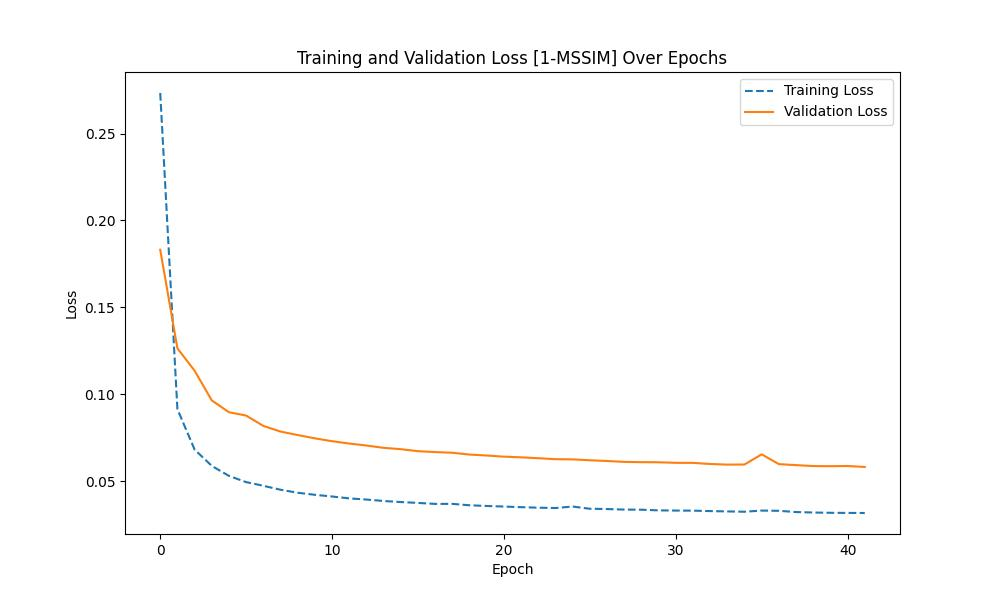 Training and Validation Loss [1-MSSIM] Over Epochs
Training Loss
Validation Loss
0.25
0.20
0.15
0.10
0.05
Loss
0
10
20
30
40
Epoch